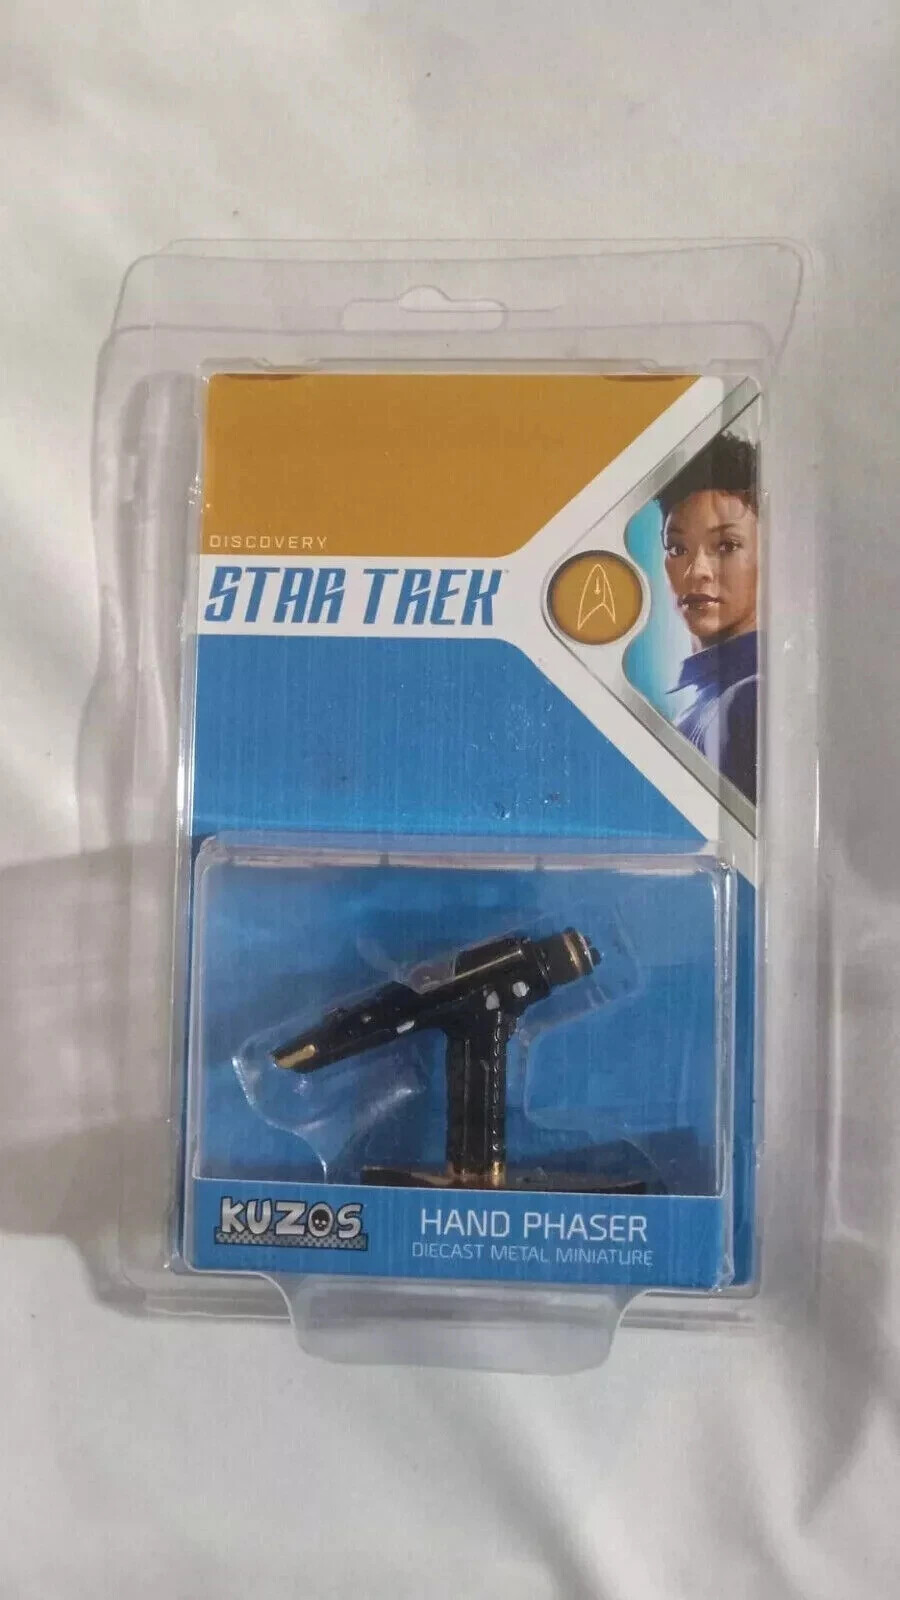 DISCOVERY
STAR TREK
KUZOS
HAND PHASER
DIECAST METAL MINIATURE